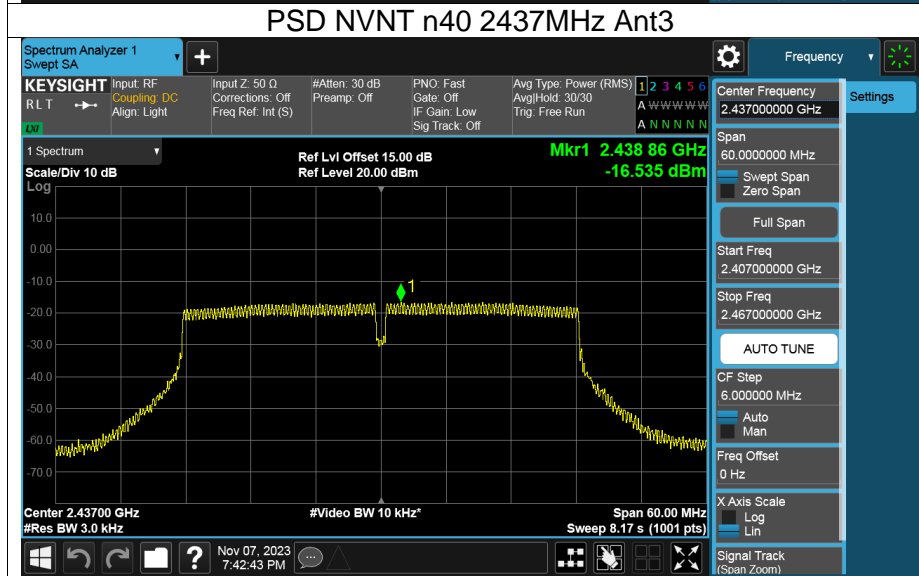 PSD NVNT n40 2437MHz Ant3
Spectrum Analyzer 1
Swept SA
+
Frequency
KEYSIGHT
RLT
LXI
Input: RF
Coupling: DC
Align: Light
Input Z: 50 Ω
Corrections: Off
Freq Ref: Int (S)
#Atten: 30 dB
Preamp: Off
PNO: Fast
Gate: Off
IF Gain: Low
Sig Track: Off
Avg Type: Power (RMS)
Avg|Hold: 30/30
Trig: Free Run
1 2 3 4 5 6
A W W W W W
A N N N N N
1 Spectrum
Scale/Div 10 dB
Log
Ref Lvl Offset 15.00 dB
Ref Level 20.00 dBm
Mkr1 2.438 86 GHz
-16.535 dBm
10.0
0.00
-10.0
-20.0
-30.0
-40.0
-50.0
-60.0
-70.0
1
Center 2.43700 GHz
#Res BW 3.0 kHz
#Video BW 10 kHz*
Span 60.00 MHz
Sweep 8.17 s (1001 pts)
?
Nov 07, 2023
7:42:43 PM
Center Frequency
2.437000000 GHz
Span
60.0000000 MHz
Swept Span
Zero Span
Full Span
Start Freq
2.407000000 GHz
Stop Freq
2.467000000 GHz
AUTO TUNE
CF Step
6.000000 MHz
Auto
Man
Freq Offset
0 Hz
X Axis Scale
Log
Lin
Signal Track
(Span Zoom)
Settings